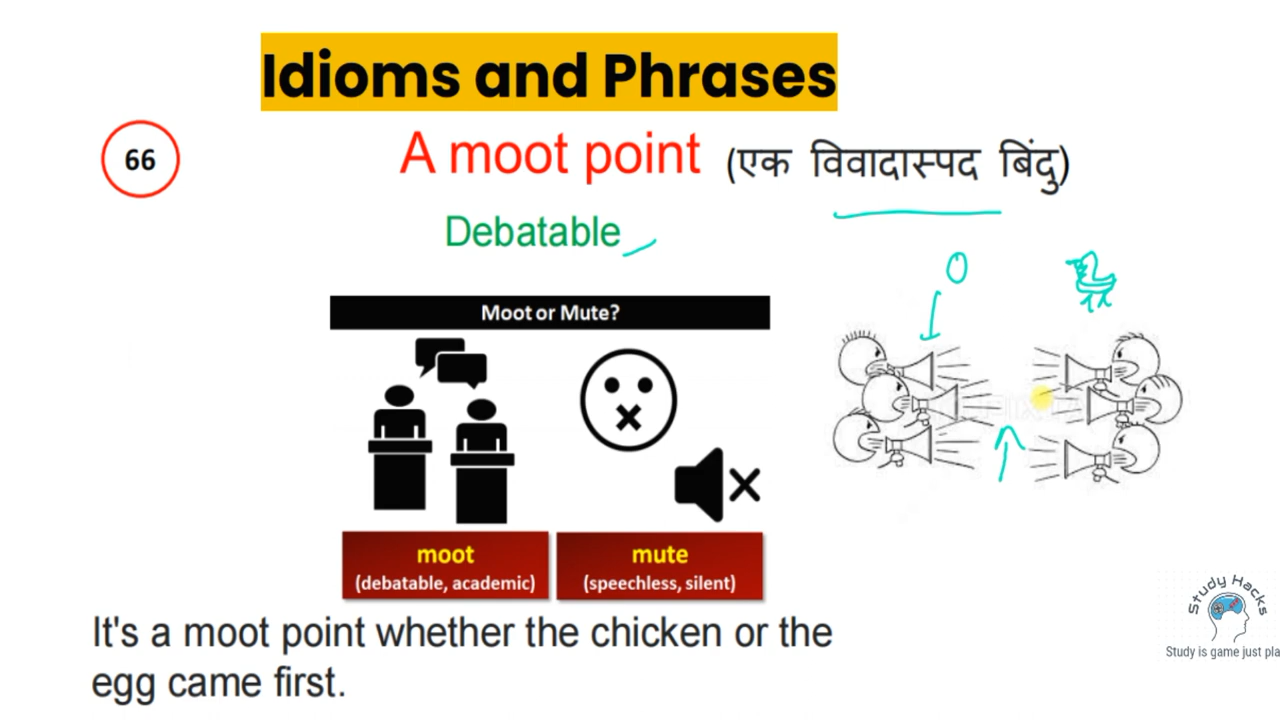 Idioms and Phrases
66
A moot point (एक विवादास्पद बिंदु)
Debatable
Moot or Mute?
moot
(debatable, academic)
mute
(speechless, silent)
It's a moot point whether the chicken or the
egg came first.
Study Hacks
Study is game just pla